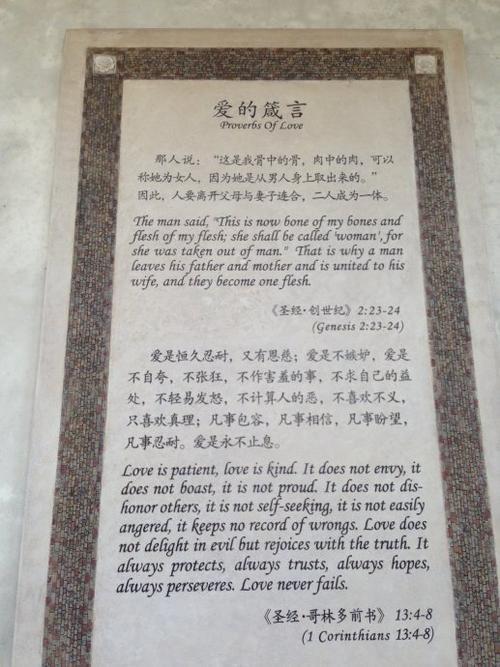 爱的箴言
Proverbs Of Love
那人说：“这是我骨中的骨，肉中的肉，可以
称她为女人，因为她是从男人身上取出来的。”
因此，人要离开父母与妻子连合，二人成为一体。
The man said, "This is now bone of my bones and
flesh of my flesh; she shall be called 'woman', for
she was taken out of man." That is why a man
leaves his father and mother and is united to his
wife, and they become one flesh.
《圣经·创世纪》2:23-24
(Genesis 2:23-24)
爱是恒久忍耐，又有恩慈；爱是不嫉妒，爱是
不自夸，不张狂，不作害羞的事，不求自己的益
处，不轻易发怒，不计算人的恶，不喜欢不义，
只喜欢真理；凡事包容，凡事相信，凡事盼望，
凡事忍耐。爱是永不止息。
Love is patient, love is kind. It does not envy, it
does not boast, it is not proud. It does not dis-
honor others, it is not self-seeking, it is not easily
angered, it keeps no record of wrongs. Love does
not delight in evil but rejoices with the truth. It
always protects, always trusts, always hopes,
always perseveres. Love never fails.
《圣经·哥林多前书》13:4-8
(1 Corinthians 13:4-8)